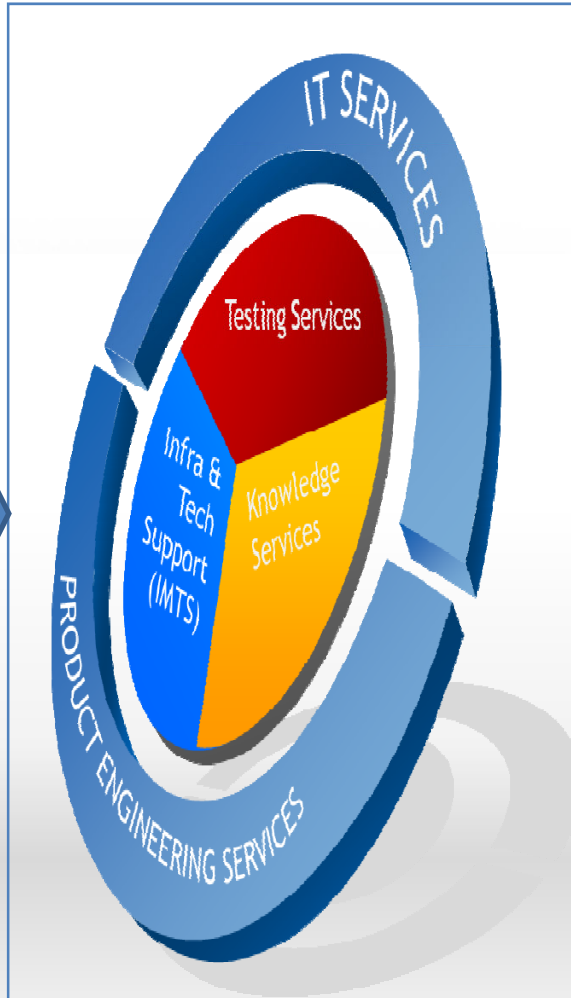 IT SERVICES
Testing Services
Infra &
Tech
Support
(IMTS)
Knowledge
Services
PRODUCT ENGINEERING SERVICES